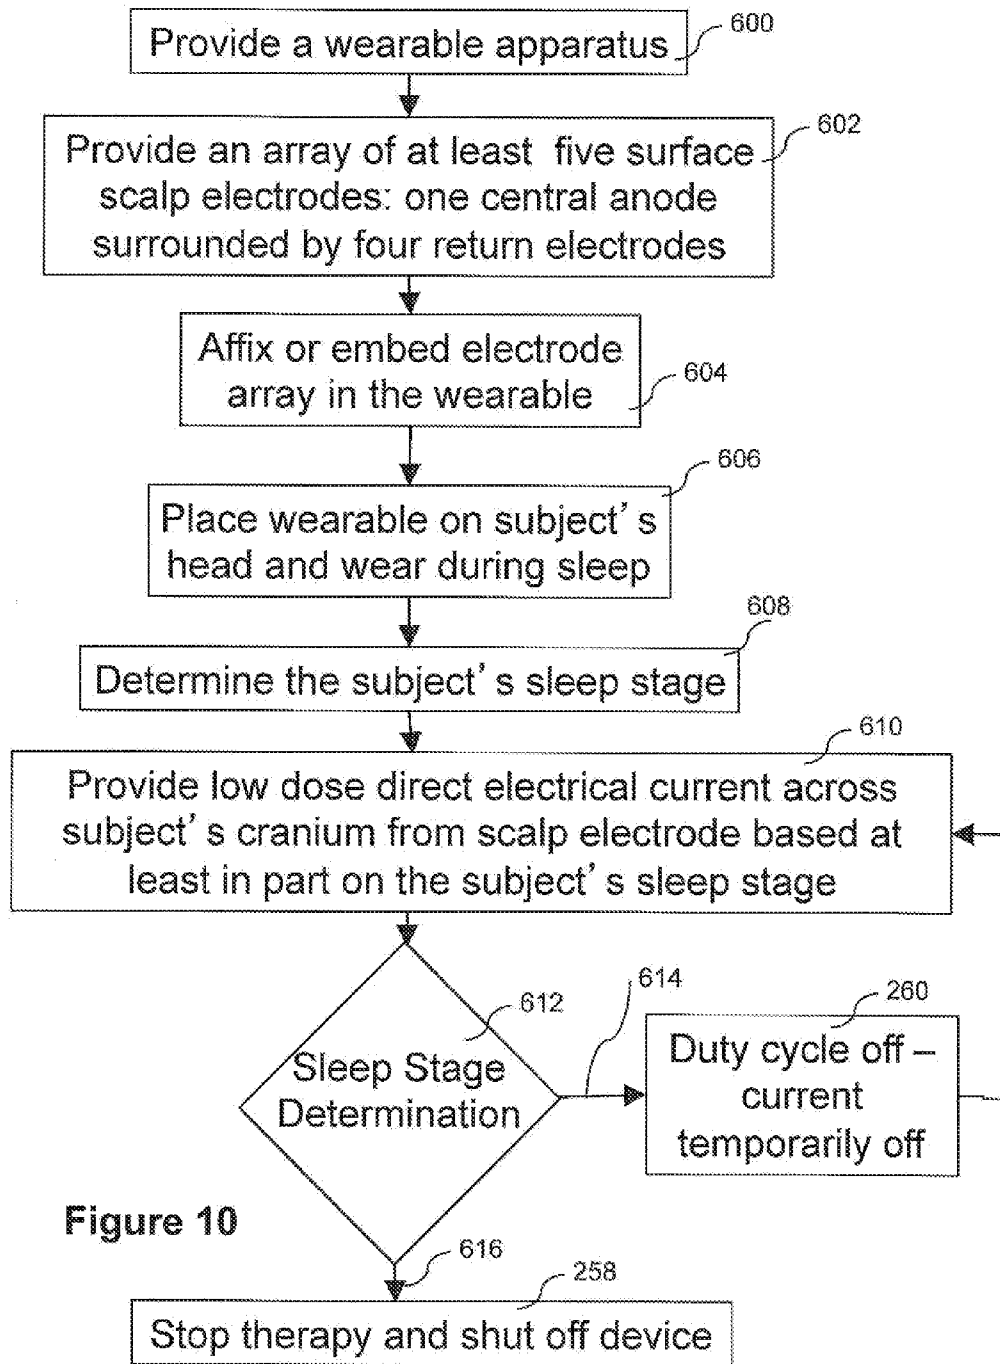 Provide a wearable apparatus
600
Provide an array of at least five surface
scalp electrodes: one central anode
surrounded by four return electrodes
602
Affix or embed electrode
array in the wearable
604
606
Place wearable on subject's
head and wear during sleep
608
Determine the subject's sleep stage
610
Provide low dose direct electrical current across
subject's cranium from scalp electrode based at
least in part on the subject's sleep stage
612
Sleep Stage
Determination
614
260
Duty cycle off –
current
temporarily off
Figure 10
616
258
Stop therapy and shut off device